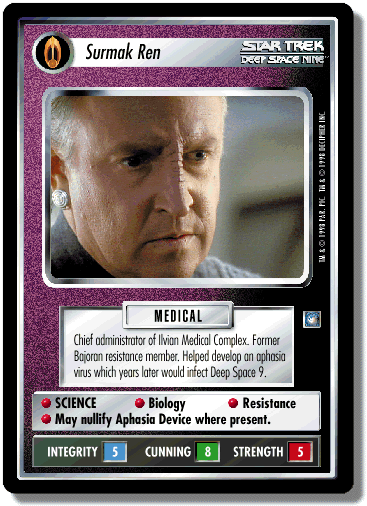 Surmak Ren
STAR TREK
DEEP SPACE NINE
TM & © 1998 PAR. PIC. TM & © 1998 DECIPHER INC.
MEDICAL
Chief administrator of Ilvian Medical Complex. Former
Bajoran resistance member. Helped develop an aphasia
virus which years later would infect Deep Space 9.
SCIENCE Biology Resistance
May nullify Aphasia Device where present.
INTEGRITY 5 CUNNING 8 STRENGTH 5